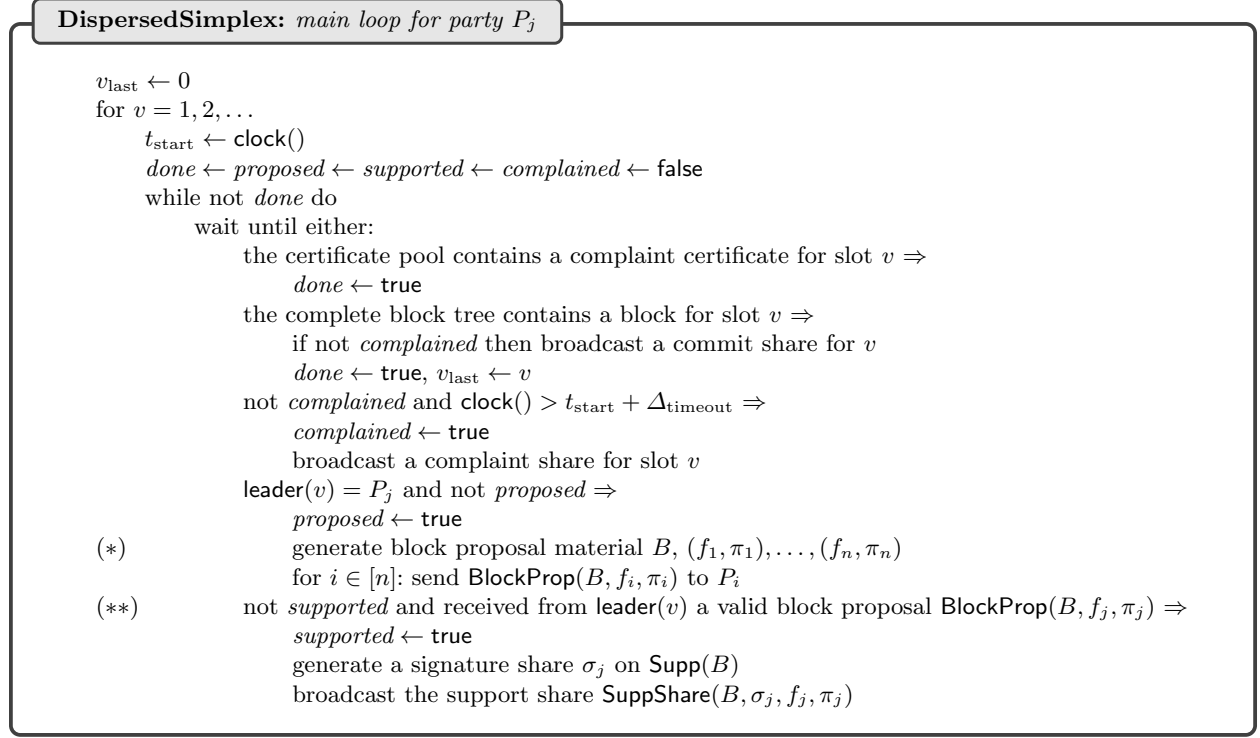 DispersedSimplex: main loop for party P_j
v_last ← 0
for v = 1, 2, . . .
t_start ← clock()
done ← proposed ← supported ← complained ← false
while not done do
wait until either:
the certificate pool contains a complaint certificate for slot v ⇒
done ← true
the complete block tree contains a block for slot v ⇒
if not complained then broadcast a commit share for v
done ← true, v_last ← v
not complained and clock() > t_start + Δ_timeout ⇒
complained ← true
broadcast a complaint share for slot v
leader(v) = P_j and not proposed ⇒
proposed ← true
(∗) generate block proposal material B, (f_1, π_1), . . . , (f_n, π_n)
for i ∈ [n]: send BlockProp(B, f_i, π_i) to P_i
(∗∗) not supported and received from leader(v) a valid block proposal BlockProp(B, f_j, π_j) ⇒
supported ← true
generate a signature share σ_j on Supp(B)
broadcast the support share SuppShare(B, σ_j, f_j, π_j)